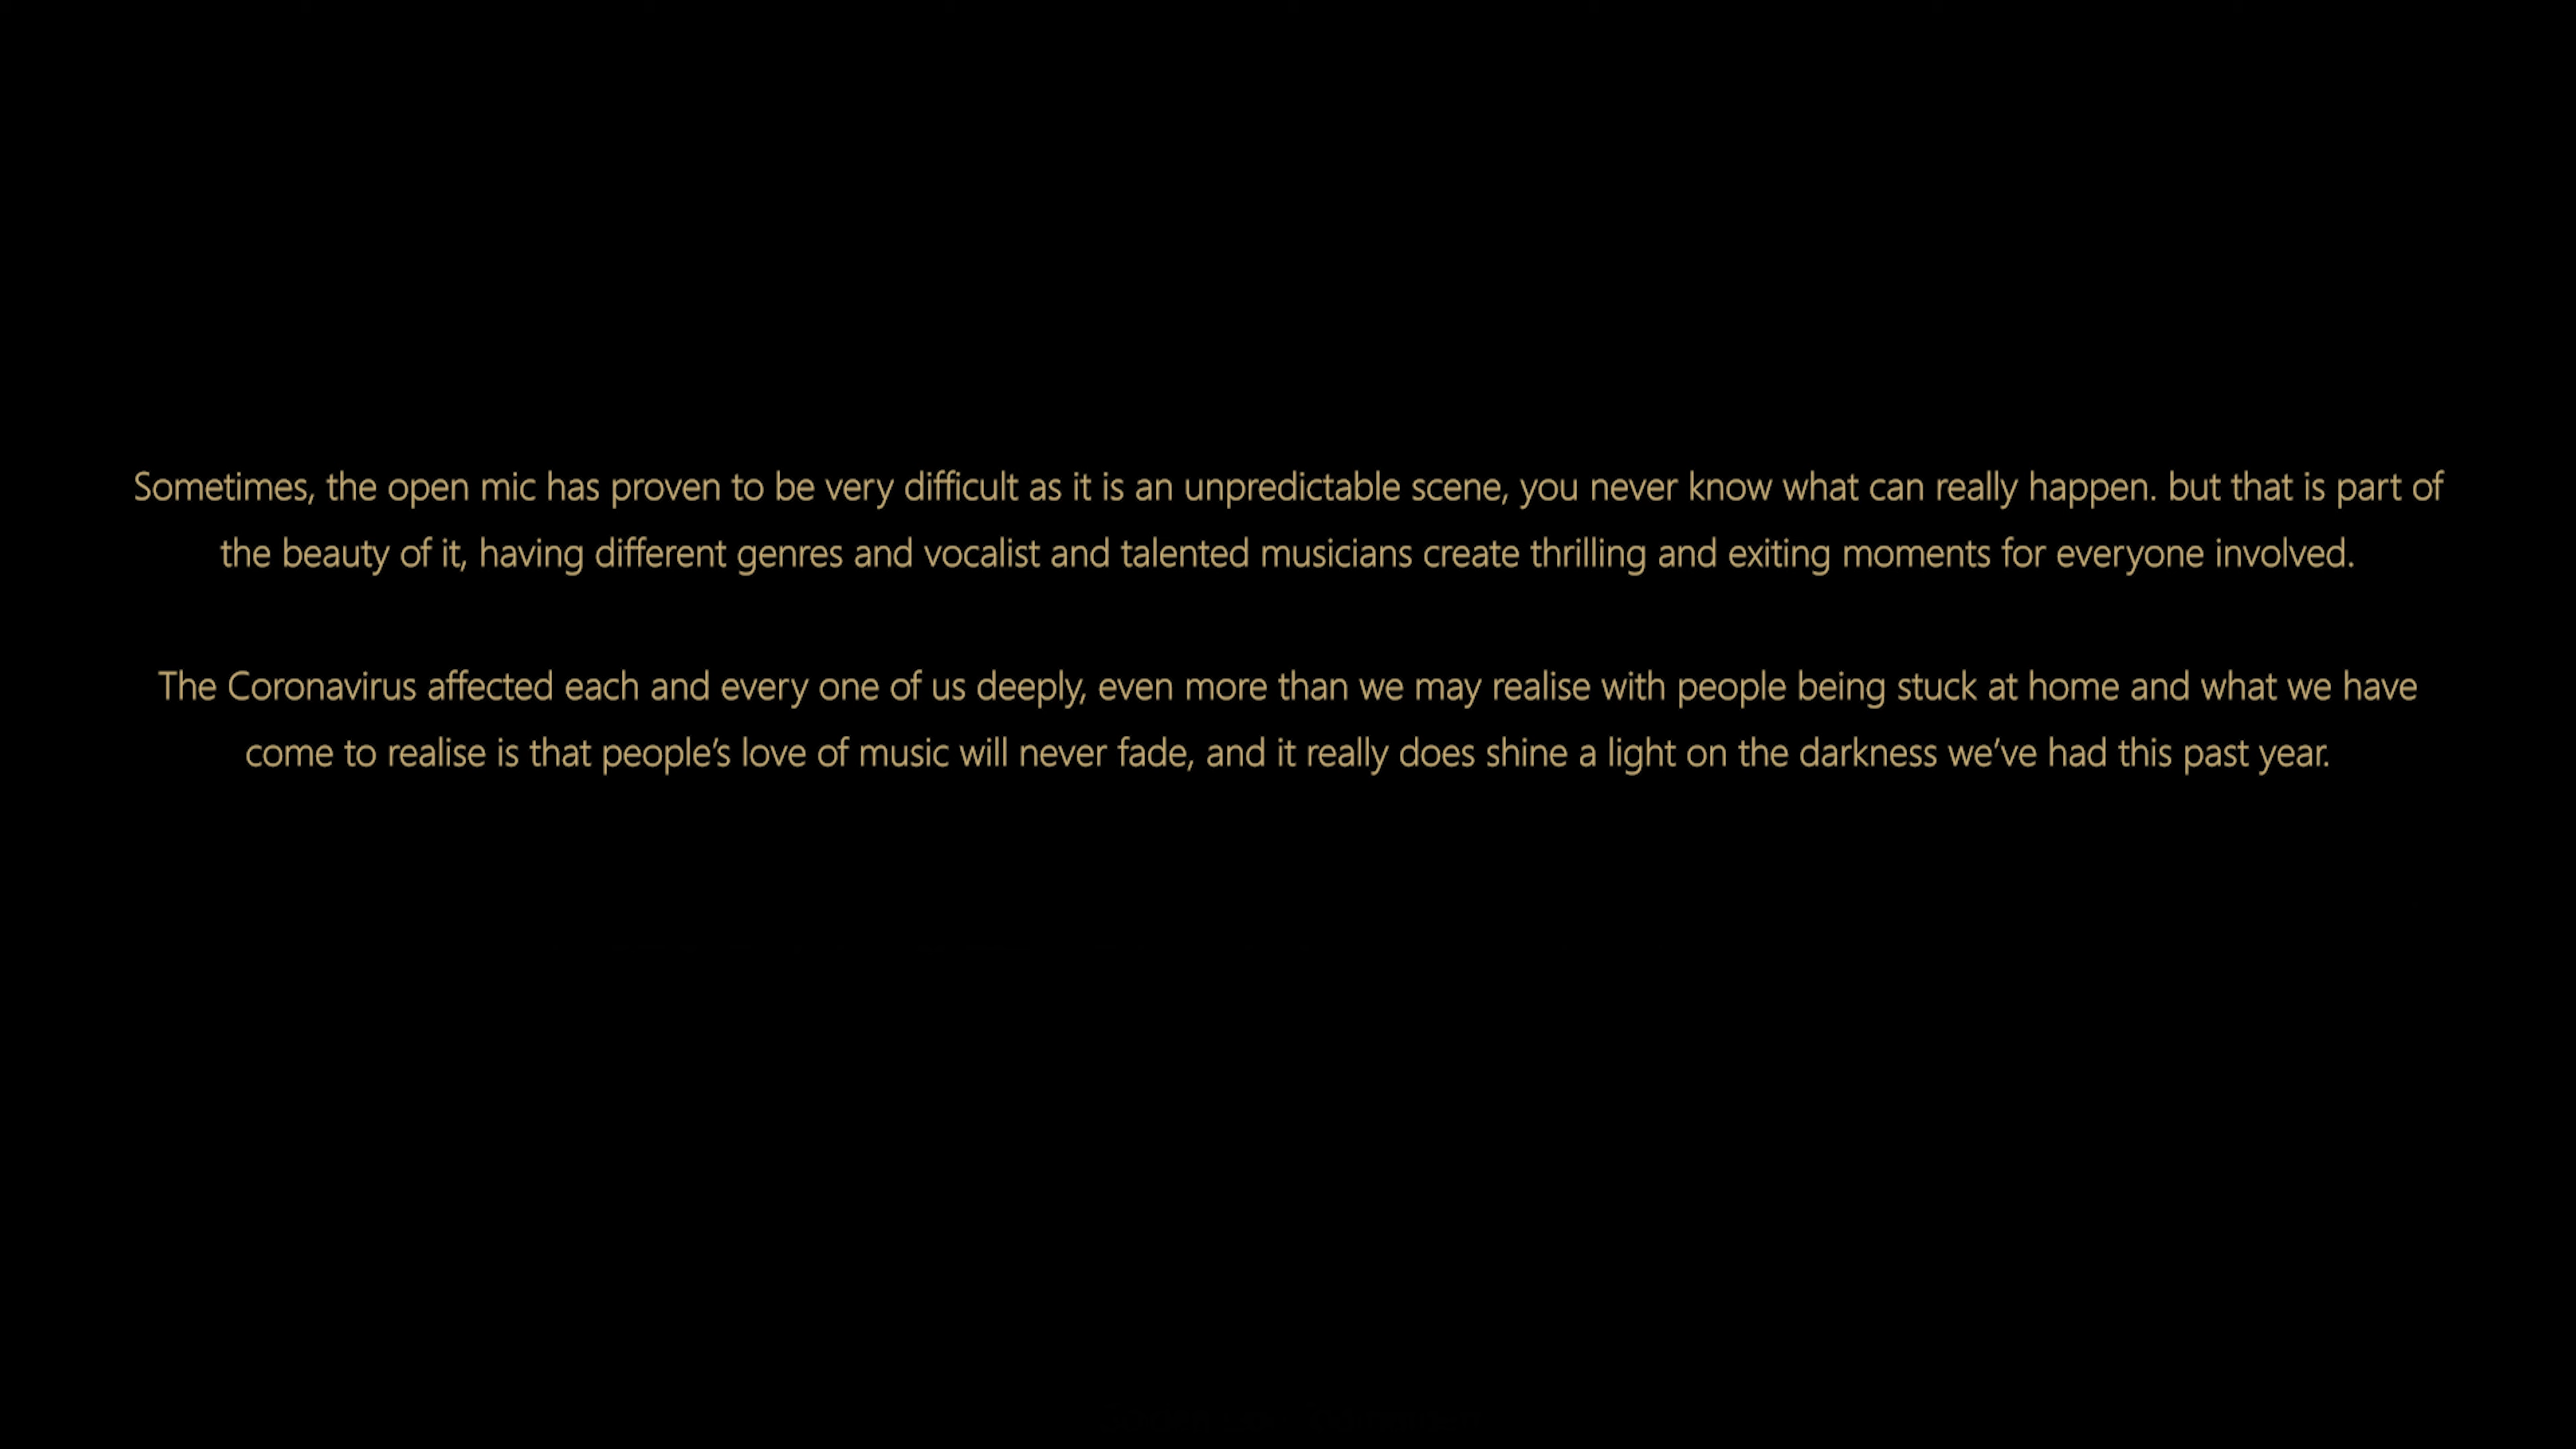 Sometimes, the open mic has proven to be very difficult as it is an unpredictable scene, you never know what can really happen. but that is part of
the beauty of it, having different genres and vocalist and talented musicians create thrilling and exiting moments for everyone involved.
The Coronavirus affected each and every one of us deeply, even more than we may realise with people being stuck at home and what we have
come to realise is that people’s love of music will never fade, and it really does shine a light on the darkness we’ve had this past year.